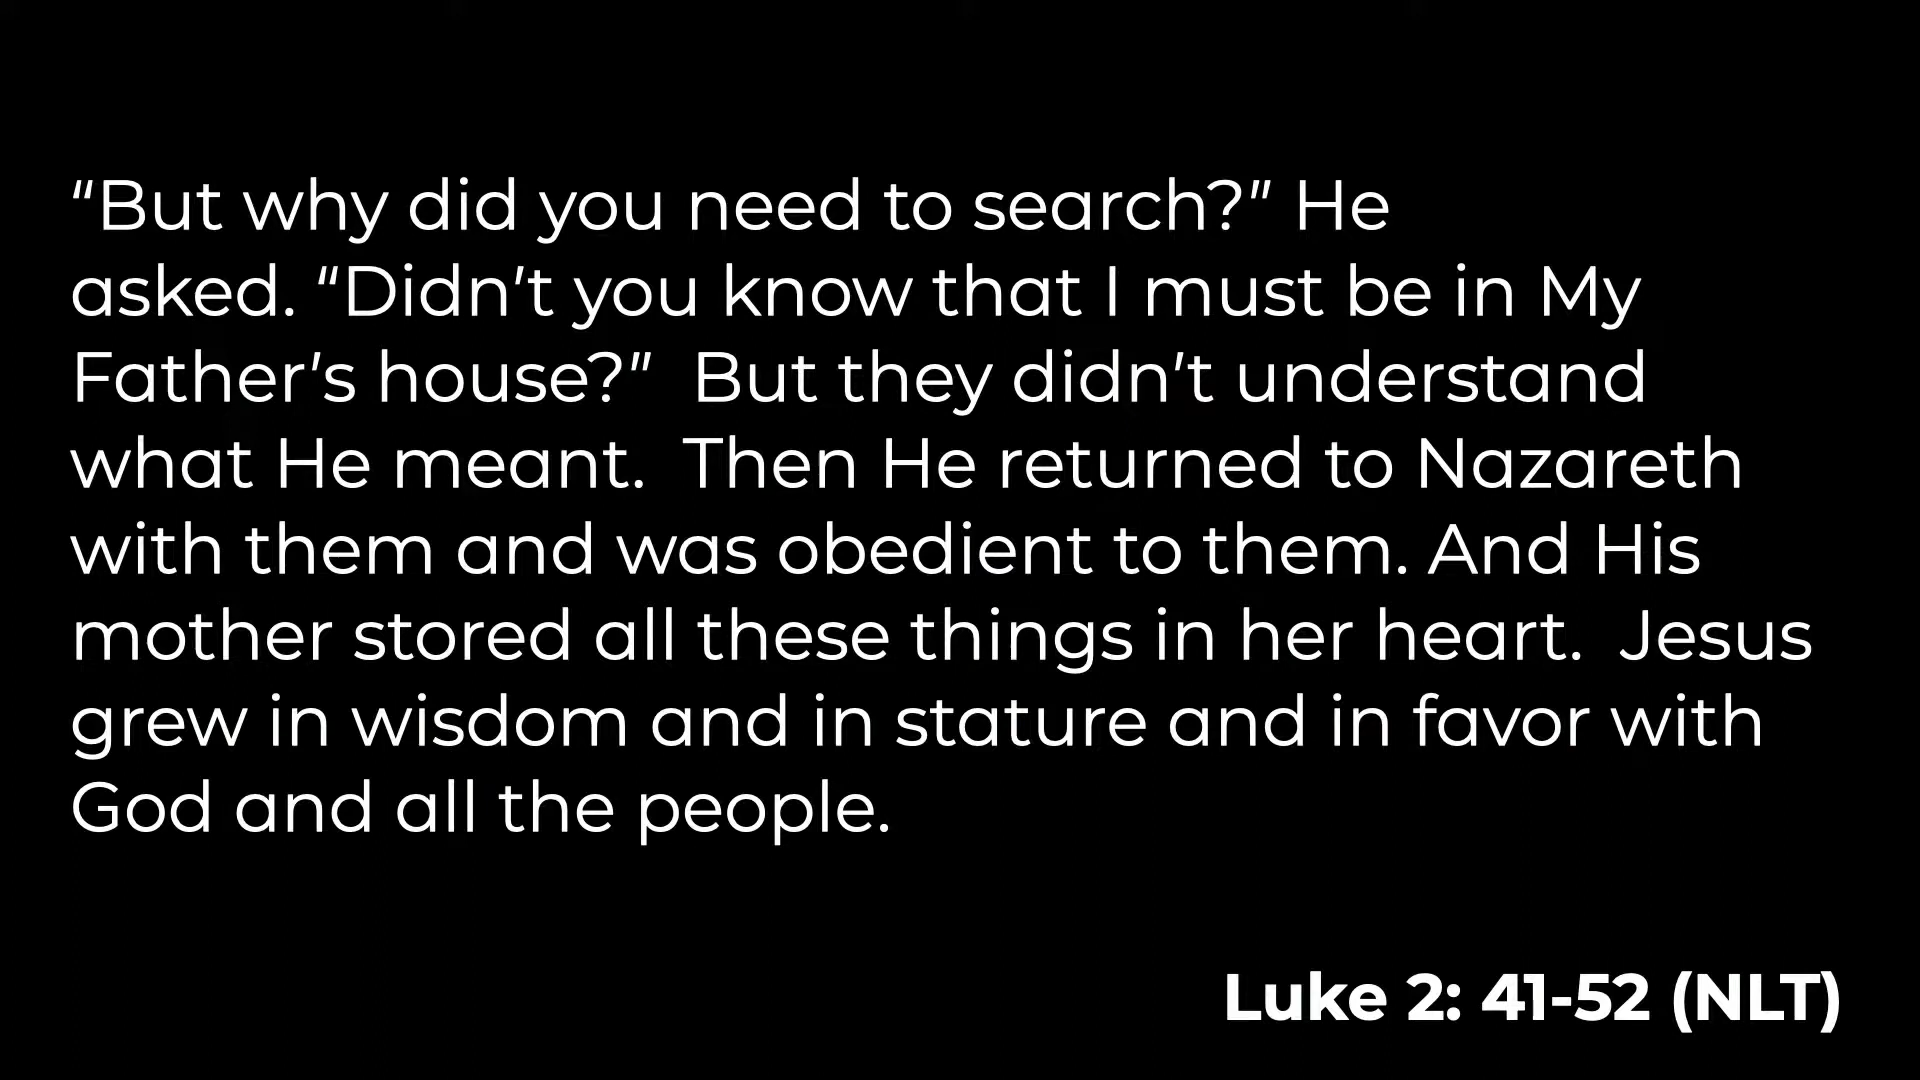 “But why did you need to search?” He
asked. “Didn’t you know that I must be in My
Father’s house?”  But they didn’t understand
what He meant.  Then He returned to Nazareth
with them and was obedient to them. And His
mother stored all these things in her heart.  Jesus
grew in wisdom and in stature and in favor with
God and all the people.
Luke 2: 41-52 (NLT)